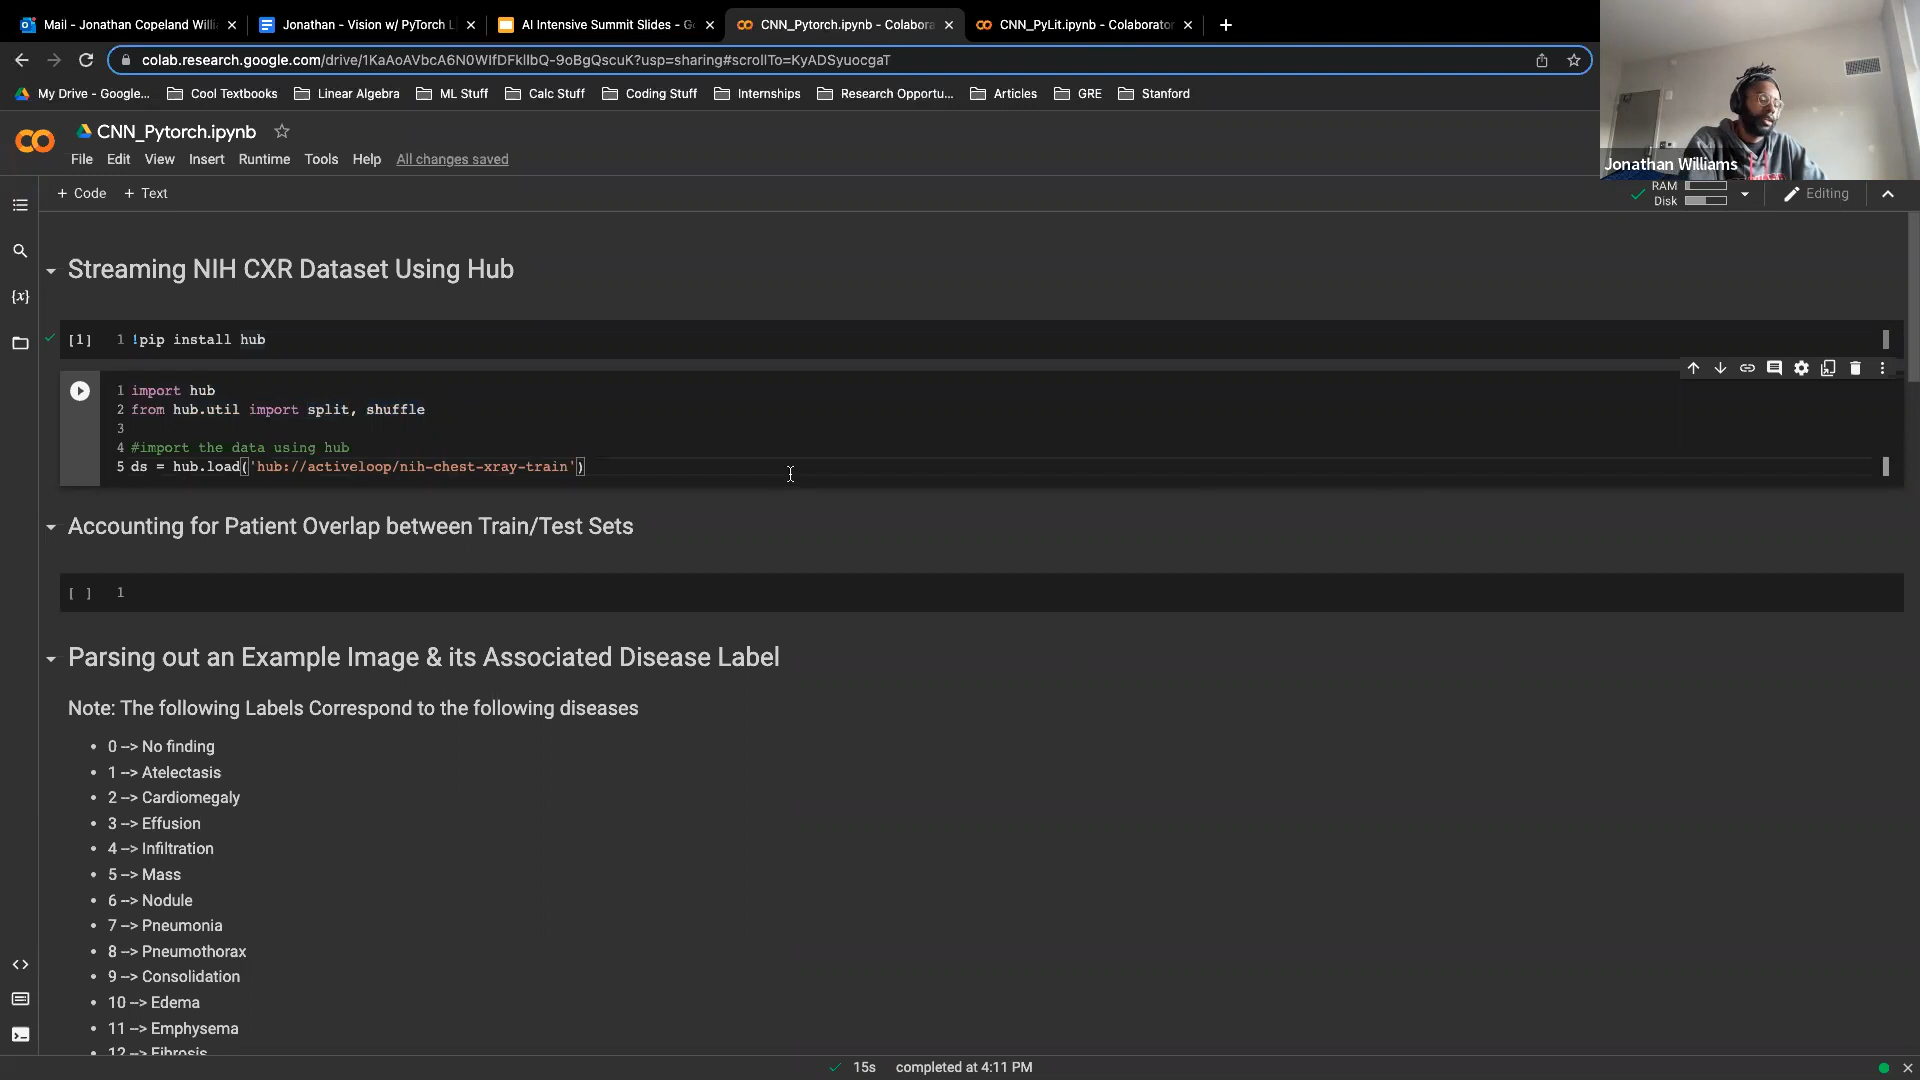 Mail - Jonathan Copeland Willi
Jonathan - Vision w/ PyTorch L
AI Intensive Summit Slides - Go
CNN_Pytorch.ipynb - Colabora
CNN_PyLit.ipynb - Colaborator
colab.research.google.com/drive/1KaAoAVbcA6N0WIfDFkIlbQ-9oBgQscuK?usp=sharing#scrollTo=KyADSyuocgaT
My Drive - Google...
Cool Textbooks
Linear Algebra
ML Stuff
Calc Stuff
Coding Stuff
Internships
Research Opportu...
Articles
GRE
Stanford
CNN_Pytorch.ipynb
File Edit View Insert Runtime Tools Help All changes saved
Jonathan Williams
+ Code + Text
RAM
Disk
Editing
Streaming NIH CXR Dataset Using Hub
{x}
[1] 1 !pip install hub
1 import hub
2 from hub.util import split, shuffle
3
4 #import the data using hub
5 ds = hub.load('hub://activeloop/nih-chest-xray-train')
Accounting for Patient Overlap between Train/Test Sets
[ ] 1
Parsing out an Example Image & its Associated Disease Label
Note: The following Labels Correspond to the following diseases
• 0 --> No finding
• 1 --> Atelectasis
• 2 --> Cardiomegaly
• 3 --> Effusion
• 4 --> Infiltration
• 5 --> Mass
• 6 --> Nodule
• 7 --> Pneumonia
• 8 --> Pneumothorax
• 9 --> Consolidation
• 10 --> Edema
• 11 --> Emphysema
• 12 --> Fibrosis
15s completed at 4:11 PM